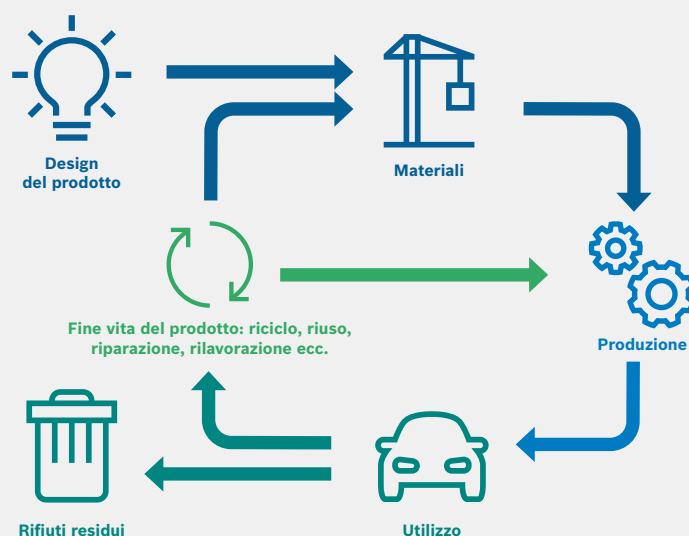 Design
del prodotto
Materiali
Fine vita del prodotto: riciclo, riuso,
riparazione, rilavorazione ecc.
Produzione
Rifiuti residui
Utilizzo